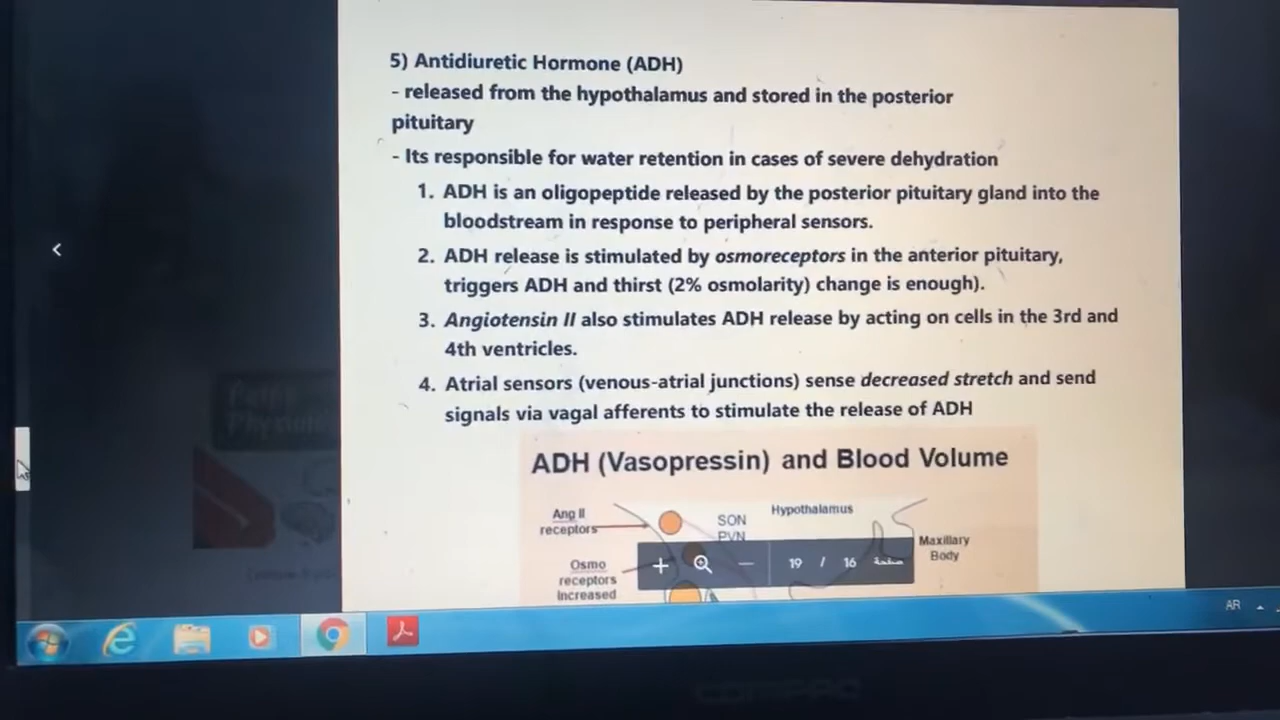 5) Antidiuretic Hormone (ADH)
- released from the hypothalamus and stored in the posterior
pituitary
- Its responsible for water retention in cases of severe dehydration
1. ADH is an oligopeptide released by the posterior pituitary gland into the
bloodstream in response to peripheral sensors.
2. ADH release is stimulated by osmoreceptors in the anterior pituitary,
triggers ADH and thirst (2% osmolarity) change is enough).
3. Angiotensin II also stimulates ADH release by acting on cells in the 3rd and
4th ventricles.
4. Atrial sensors (venous-atrial junctions) sense decreased stretch and send
signals via vagal afferents to stimulate the release of ADH
ADH (Vasopressin) and Blood Volume
Ang II
receptors
SON
PVN
Hypothalamus
Maxillary
Body
Osmo
receptors
Increased
19 / 16 صفحة
AR
COMPAQ